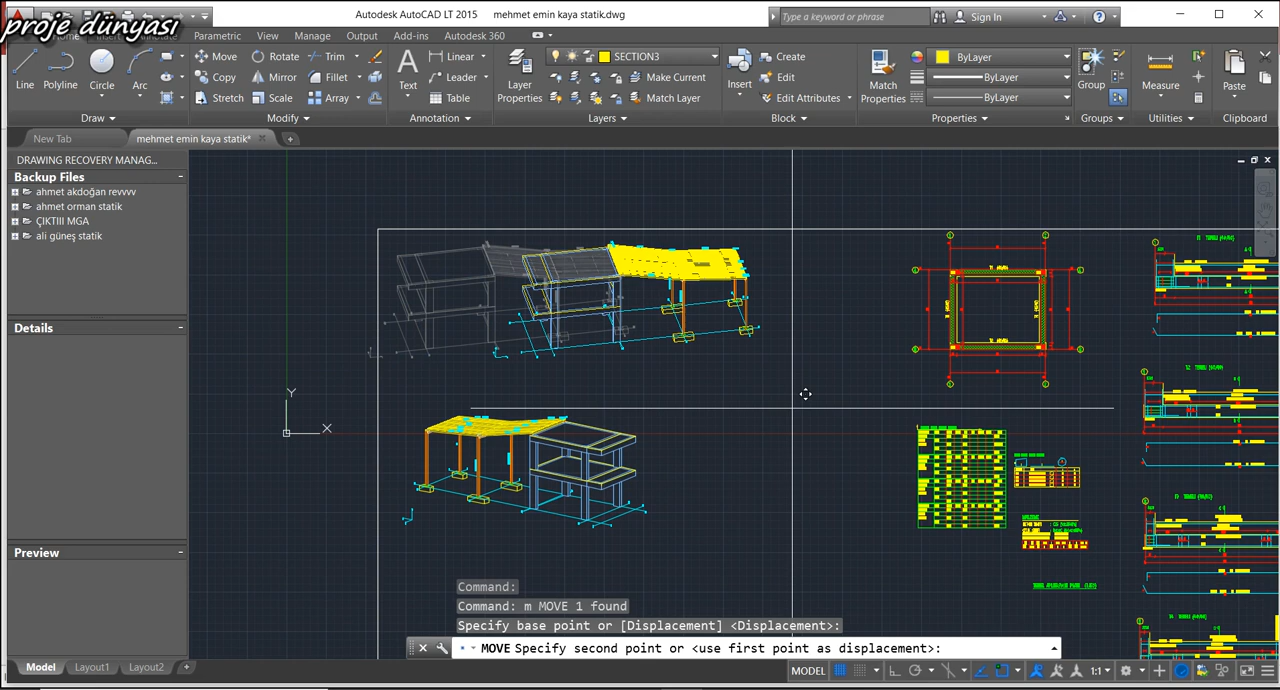 Autodesk AutoCAD LT 2015 mehmet emin kaya statik.dwg
Type a keyword or phrase
Sign In
proje dünyası
Parametric View Manage Output Add-ins Autodesk 360
Line Polyline Circle Arc
Move Rotate Trim
Copy Mirror Fillet
Stretch Scale Array
Text Linear
Leader
Table
Layer
Properties
SECTION3
Make Current
Match Layer
Insert Create
Edit
Edit Attributes
Match
Properties
ByLayer
ByLayer
ByLayer
Group Measure Paste
Draw Modify Annotation Layers Block Properties Groups Utilities Clipboard
New Tab mehmet emin kaya statik*
DRAWING RECOVERY MANAG...
Backup Files
ahmet akdoğan revvvv
ahmet orman statik
ÇIKTIII MGA
ali güneş statik
Details
Preview
Y
X
Command:
Command: m MOVE 1 found
Specify base point or [Displacement] <Displacement>:
MOVE Specify second point or <use first point as displacement>:
Model Layout1 Layout2
MODEL 1:1